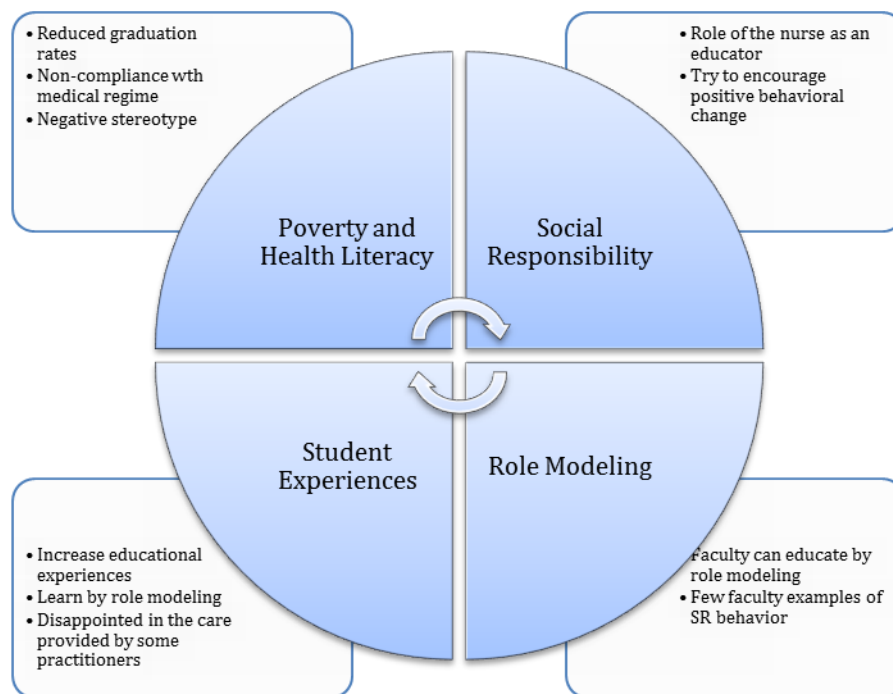 • Reduced graduation
rates
• Non-compliance wth
medical regime
• Negative stereotype
• Role of the nurse as an
educator
• Try to encourage
positive behavioral
change
Poverty and
Health Literacy
Social
Responsibility
Student
Experiences
Role Modeling
• Increase educational
experiences
• Learn by role modeling
• Disappointed in the care
provided by some
practitioners
Faculty can educate by
role modeling
• Few faculty examples of
SR behavior